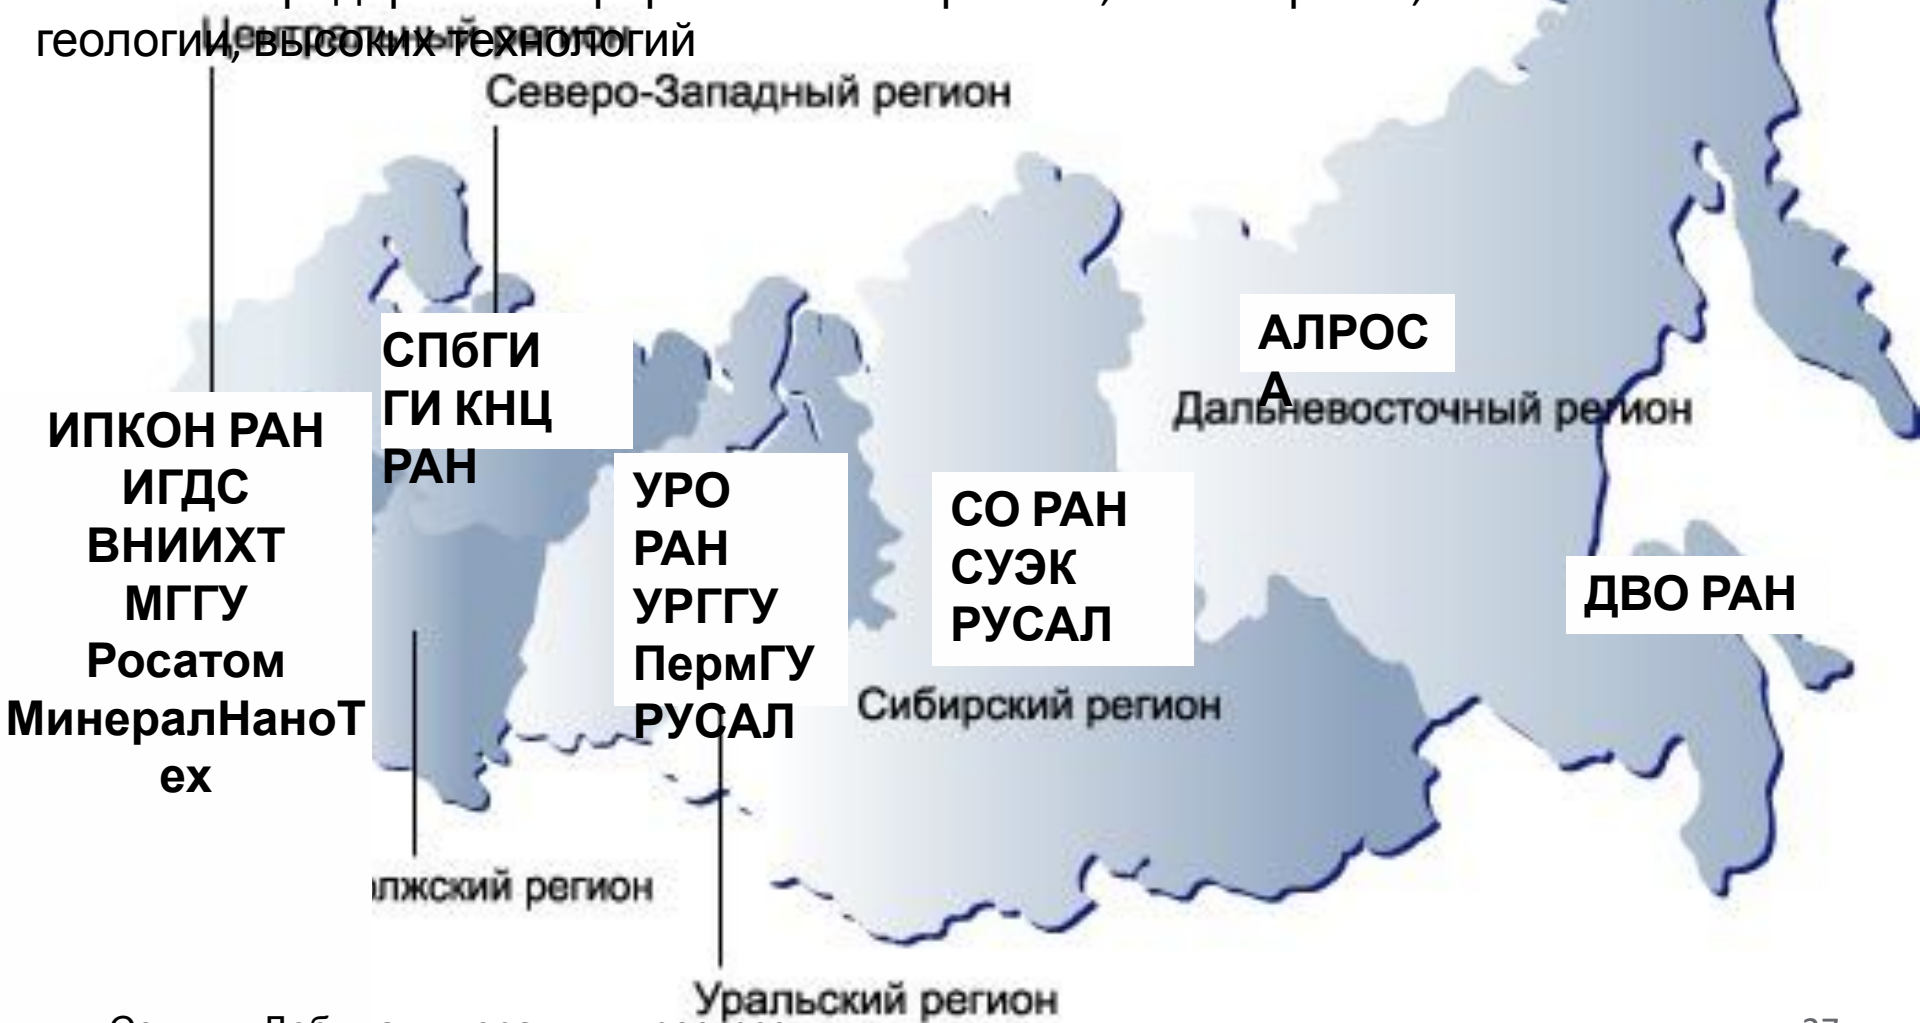 геологии, высоких технологий
Центральный регион
Северо-Западный регион
СПбГИ
ГИ КНЦ
РАН
АЛРОС
А
Дальневосточный регион
ИПКОН РАН
ИГДС
ВНИИХТ
МГГУ
Росатом
МинералНаноТ
ех
УРО
РАН
УРГГУ
ПермГУ
РУСАЛ
СО РАН
СУЭК
РУСАЛ
ДВО РАН
Сибирский регион
лжский регион
Уральский регион